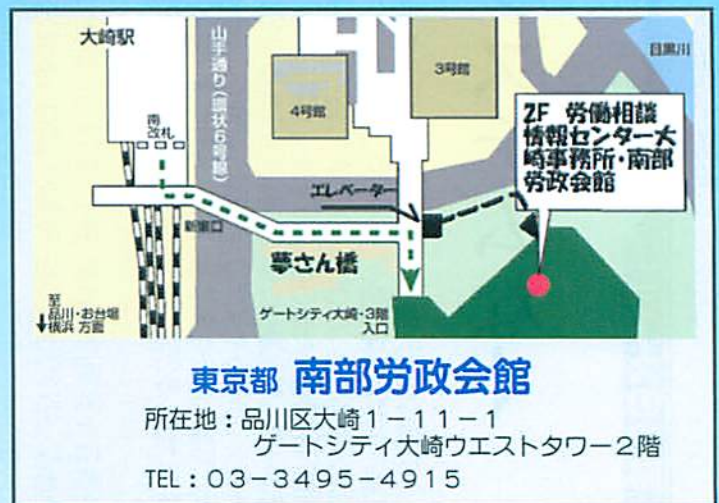 大崎駅
山手通り(環状6号線)
3号館
目黒川
4号館
南
改札
2F 労働相談
情報センター大
崎事務所・南部
労政会館
エレベーター
新東口
夢さん橋
至
品川・お台場
横浜 方面
ゲートシティ大崎・3階
入口
東京都 南部労政会館
所在地：品川区大崎1－11－1
ゲートシティ大崎ウエストタワー2階
TEL：03－3495－4915